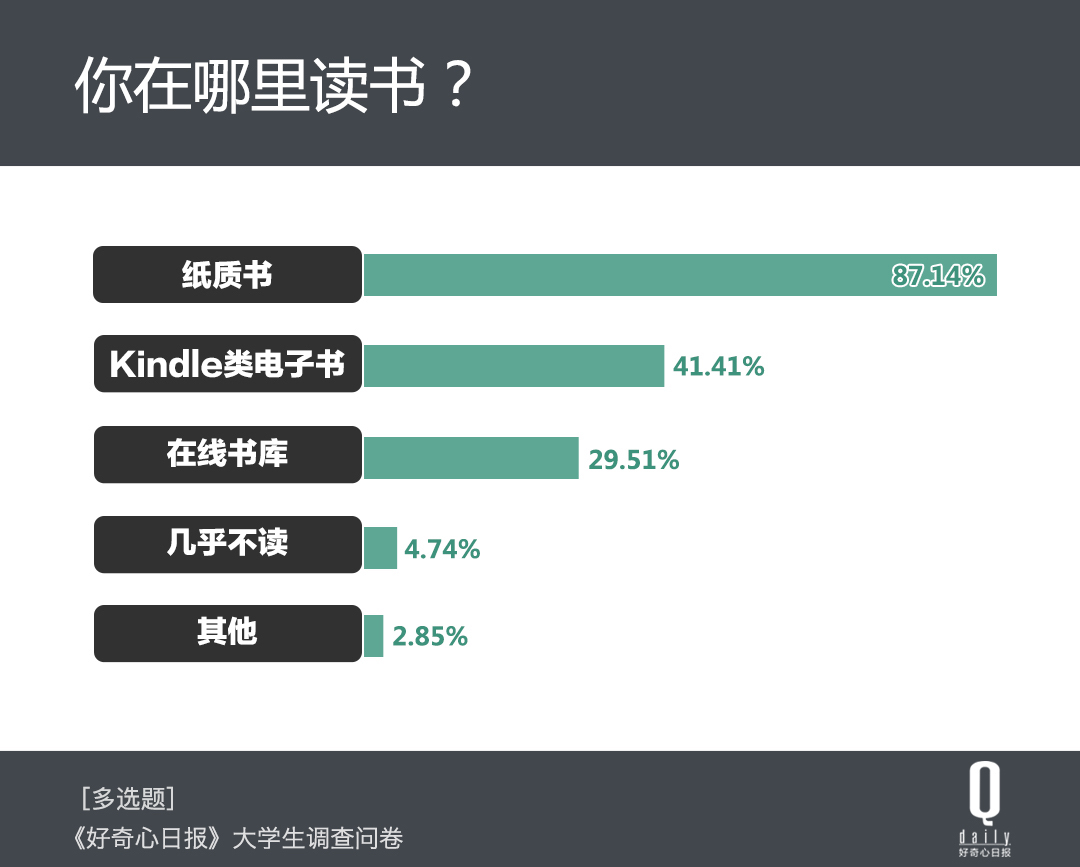 你在哪里读书？
纸质书
87.14%
Kindle类电子书
41.41%
在线书库
29.51%
几乎不读
4.74%
其他
2.85%
[多选题]
《好奇心日报》大学生调查问卷
Q
daily
好奇心日报